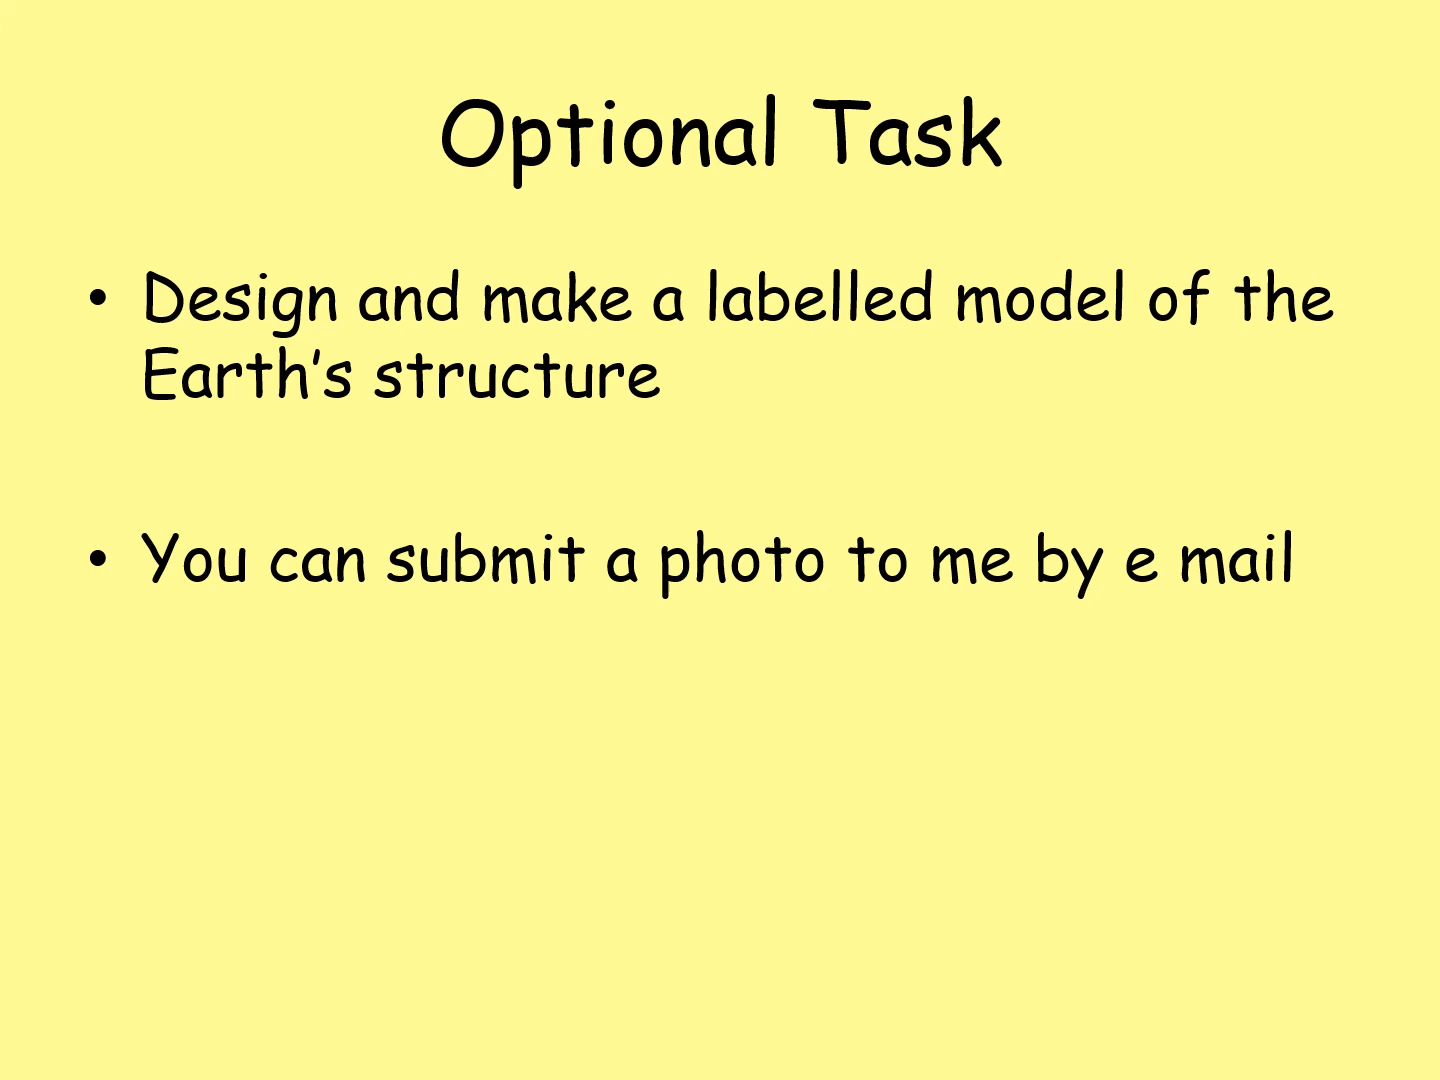 Optional Task
• Design and make a labelled model of the
Earth’s structure
• You can submit a photo to me by e mail